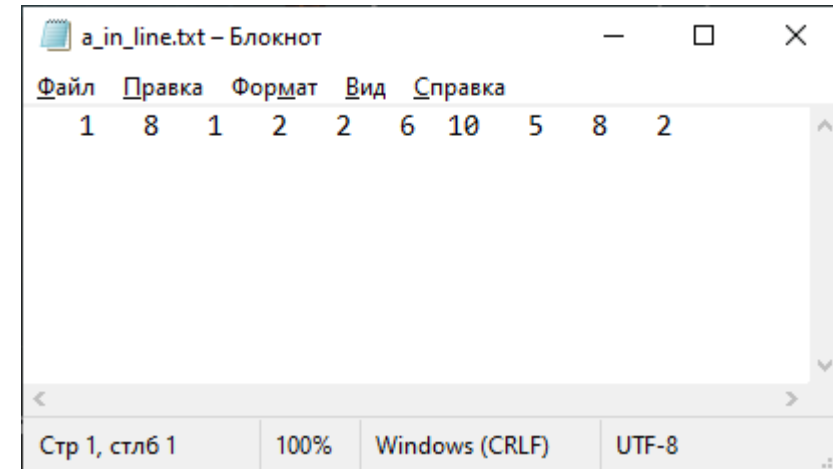 a_in_line.txt – Блокнот
Файл Правка Формат Вид Справка
1 8 1 2 2 6 10 5 8 2
Стр 1, стлб 1 100% Windows (CRLF) UTF-8